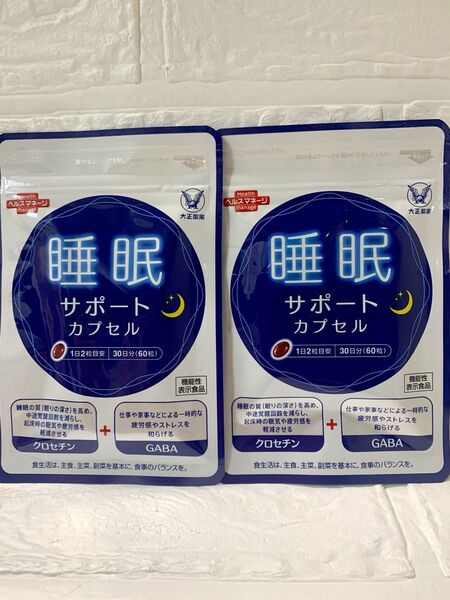 Health
ヘルスマネージ
manage
大正製薬
睡眠
サポート
カプセル
1日2粒目安 30日分(60粒)
機能性
表示食品
睡眠の質(眠りの深さ)を高め、
中途覚醒回数を減らし、
起床時の眠気や疲労感を
軽減させる
クロセチン
+
仕事や家事などによる一時的な
疲労感やストレスを
和らげる
GABA
食生活は、主食、主菜、副菜を基本に、食事のバランスを。
Health
ヘルスマネージ
manage
大正製薬
睡眠
サポート
カプセル
1日2粒目安 30日分(60粒)
機能性
表示食品
睡眠の質(眠りの深さ)を高め、
中途覚醒回数を減らし、
起床時の眠気や疲労感を
軽減させる
クロセチン
+
仕事や家事などによる一時的な
疲労感やストレスを
和らげる
GABA
食生活は、主食、主菜、副菜を基本に、食事のバランスを。